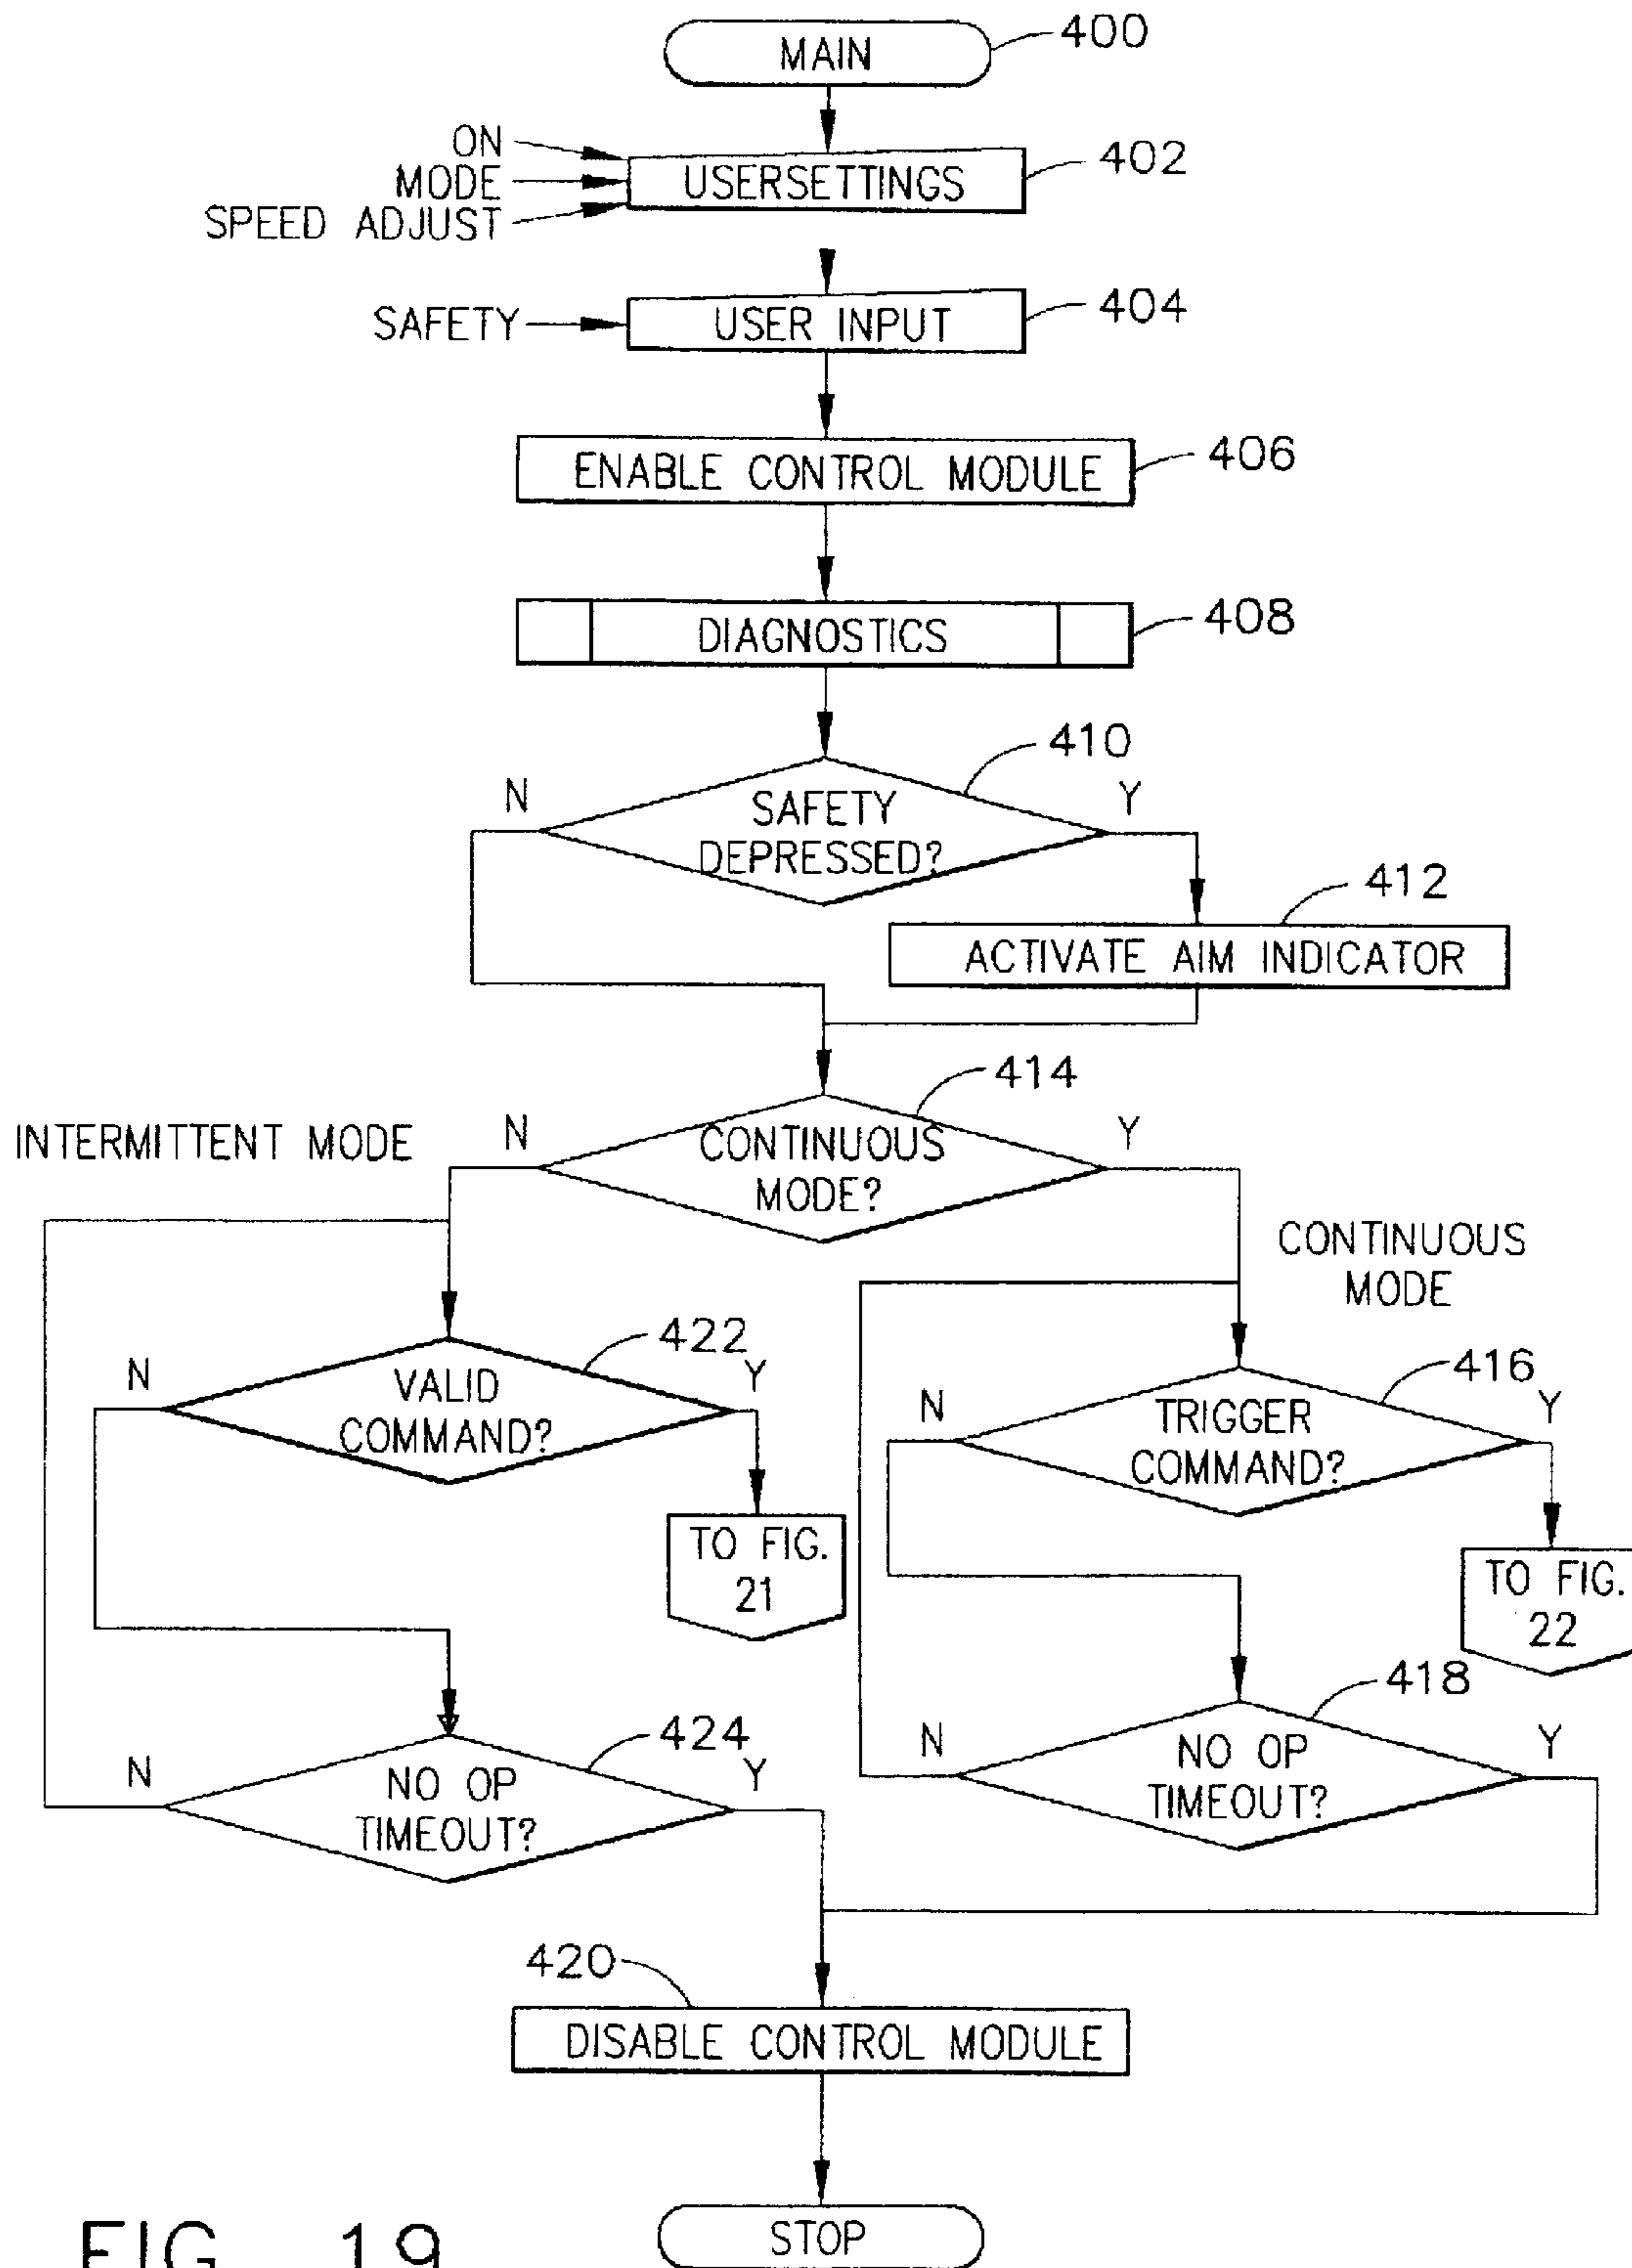 MAIN
400
ON
MODE
SPEED ADJUST
USERSETTINGS
402
SAFETY
USER INPUT
404
ENABLE CONTROL MODULE
406
DIAGNOSTICS
408
410
N
Y
SAFETY
DEPRESSED?
412
ACTIVATE AIM INDICATOR
414
INTERMITTENT MODE
N
Y
CONTINUOUS
MODE?
CONTINUOUS
MODE
422
N
Y
VALID
COMMAND?
TO FIG.
21
416
N
Y
TRIGGER
COMMAND?
TO FIG.
22
418
N
Y
NO OP
TIMEOUT?
424
N
Y
NO OP
TIMEOUT?
420
DISABLE CONTROL MODULE
STOP
FIG. 19